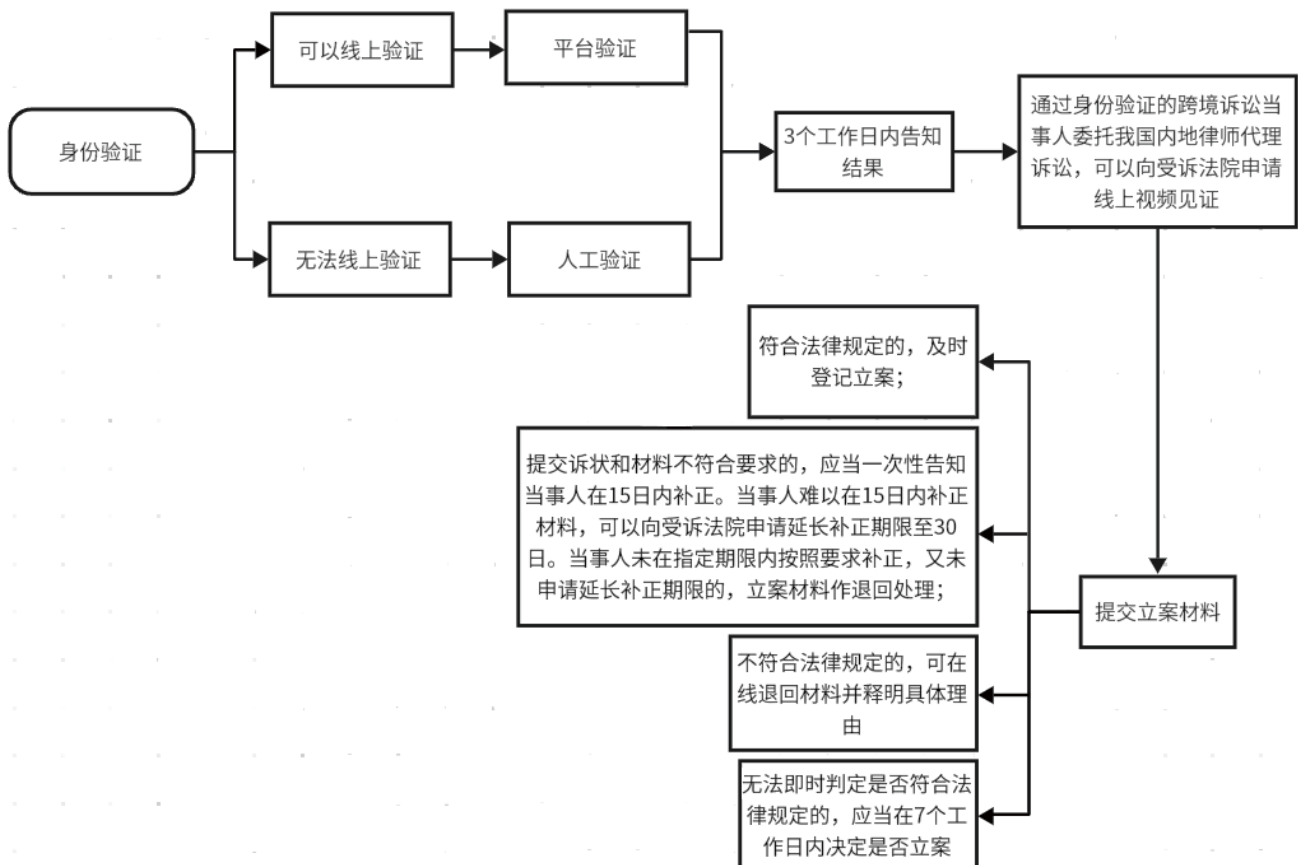 身份验证
可以线上验证
平台验证
无法线上验证
人工验证
3个工作日内告知
结果
通过身份验证的跨境诉讼当
事人委托我国内地律师代理
诉讼，可以向受诉法院申请
线上视频见证
提交立案材料
符合法律规定的，及时
登记立案；
提交诉状和材料不符合要求的，应当一次性告知
当事人在15日内补正。当事人难以在15日内补正
材料，可以向受诉法院申请延长补正期限至30
日。当事人未在指定期限内按照要求补正，又未
申请延长补正期限的，立案材料作退回处理；
不符合法律规定的，可在
线退回材料并释明具体理
由
无法即时判定是否符合法
律规定的，应当在7个工
作日内决定是否立案